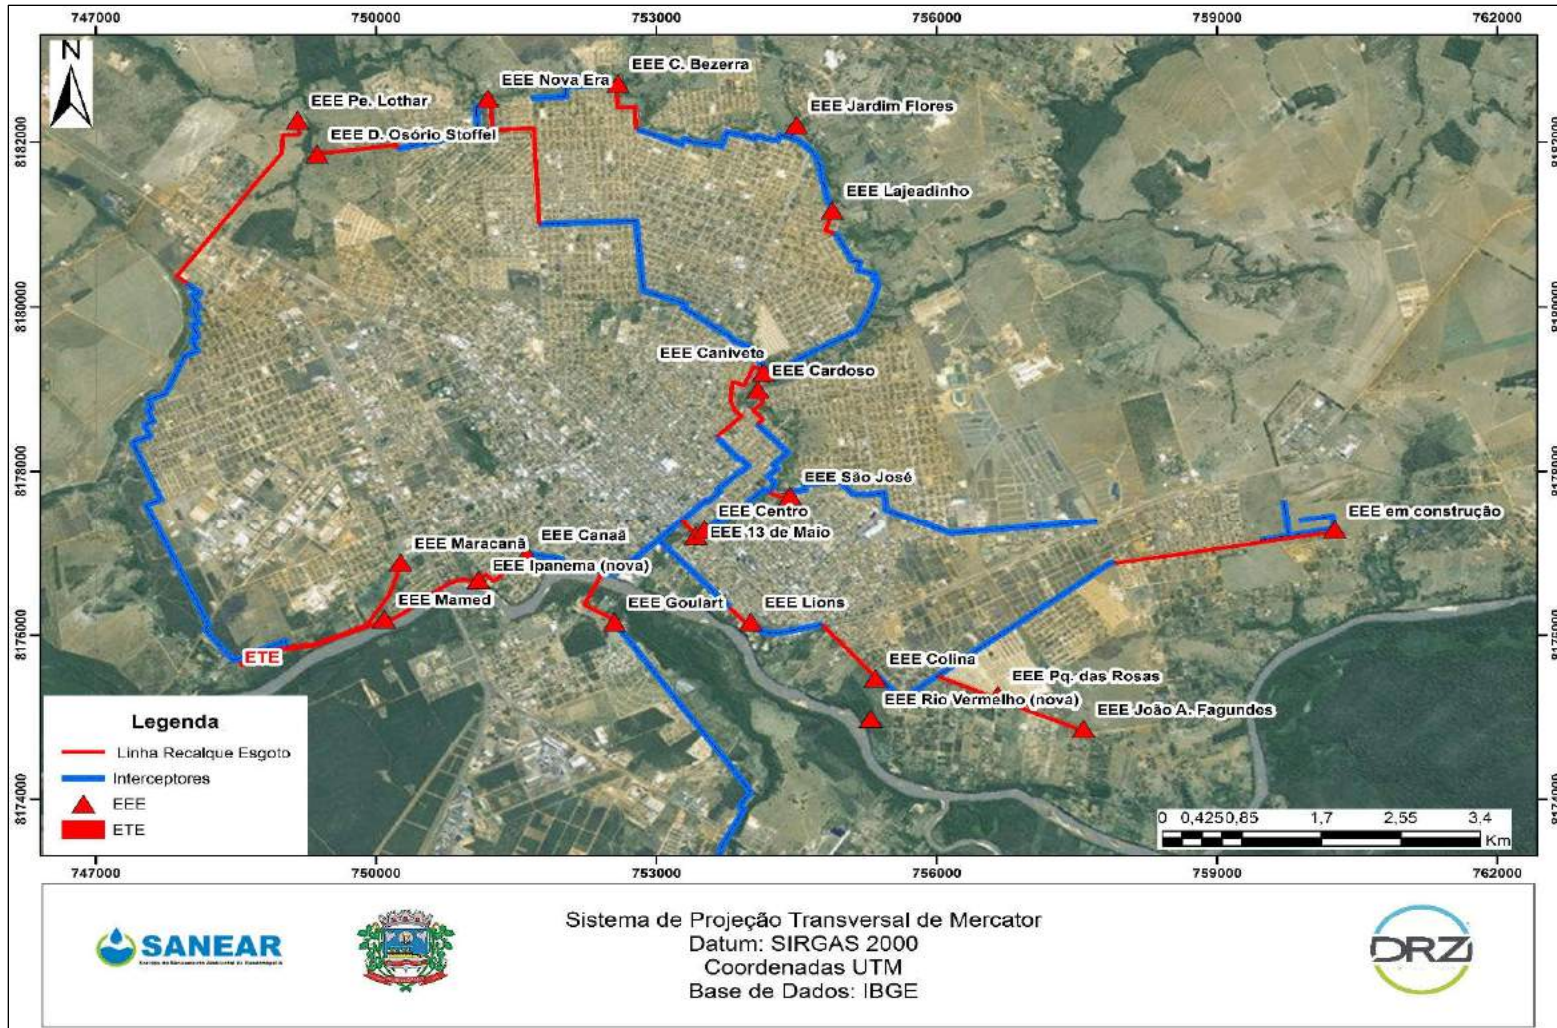 747000 750000 753000 756000 759000 762000
N
EEE C. Bezerra
EEE Nova Era
EEE Pe. Lothar
EEE Jardim Flores
EEE D. Osório Stoffel
8182000 8182000
EEE Lajeadinho
8180000 8180000
EEE Canivete
EEE Cardoso
8178000 8178000
EEE São José
EEE Centro
EEE em construção
EEE 13 de Maio
EEE Canaã
EEE Maracanã
EEE Ipanema (nova)
EEE Mamed
EEE Goulart
EEE Lions
8176000 8176000
ETE
EEE Colina
EEE Pq. das Rosas
EEE Rio Vermelho (nova)
EEE João A. Fagundes
8174000 8174000
Legenda
Linha Recalque Esgoto
Interceptores
EEE
ETE
0 0,425 0,85 1,7 2,55 3,4
Km
747000 750000 753000 756000 759000 762000
SANEAR
Sistema de Projeção Transversal de Mercator
Datum: SIRGAS 2000
Coordenadas UTM
Base de Dados: IBGE
DRZ